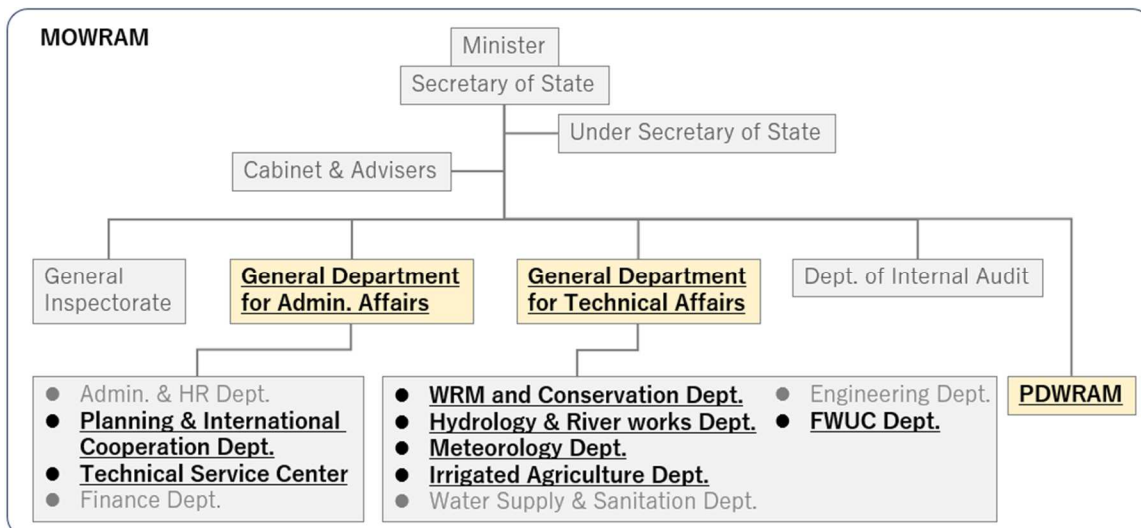 MOWRAM
Minister
Secretary of State
Under Secretary of State
Cabinet & Advisers
General
Inspectorate
General Department
for Admin. Affairs
General Department
for Technical Affairs
Dept. of Internal Audit
● Admin. & HR Dept.
● Planning & International
Cooperation Dept.
● Technical Service Center
● Finance Dept.
● WRM and Conservation Dept.
● Hydrology & River works Dept.
● Meteorology Dept.
● Irrigated Agriculture Dept.
● Water Supply & Sanitation Dept.
● Engineering Dept.
● FWUC Dept.
PDWRAM